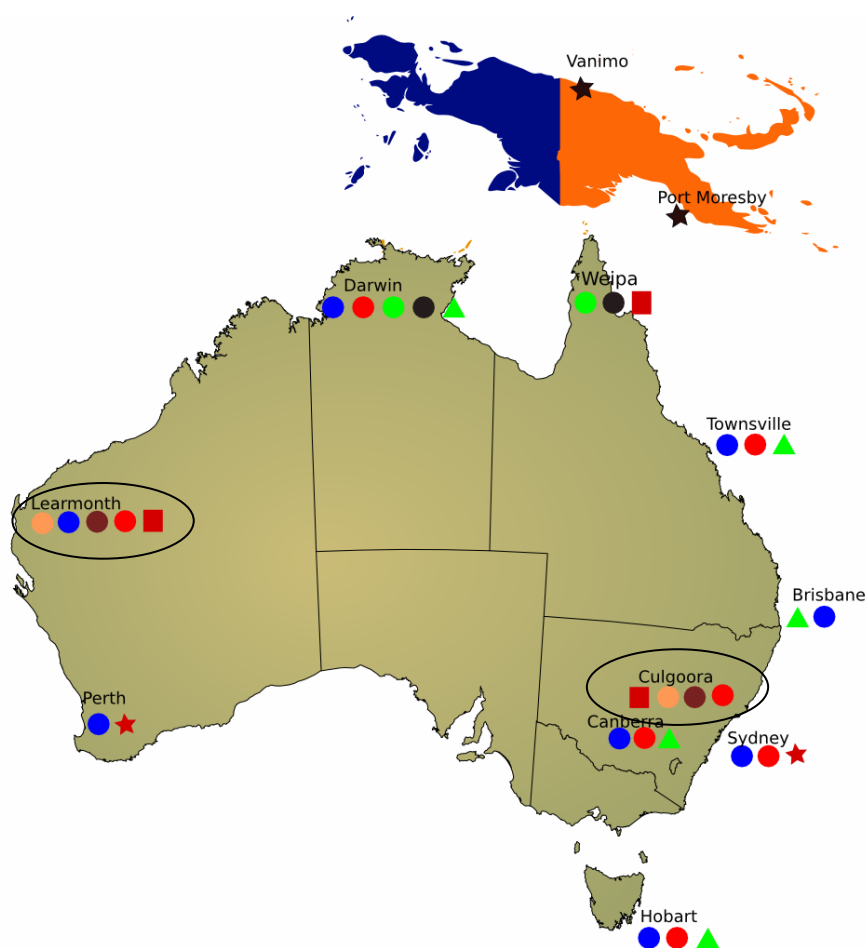 Vanimo
Port Moresby
Darwin
Weipa
Townsville
Learmonth
Brisbane
Culgoora
Perth
Canberra
Sydney
Hobart